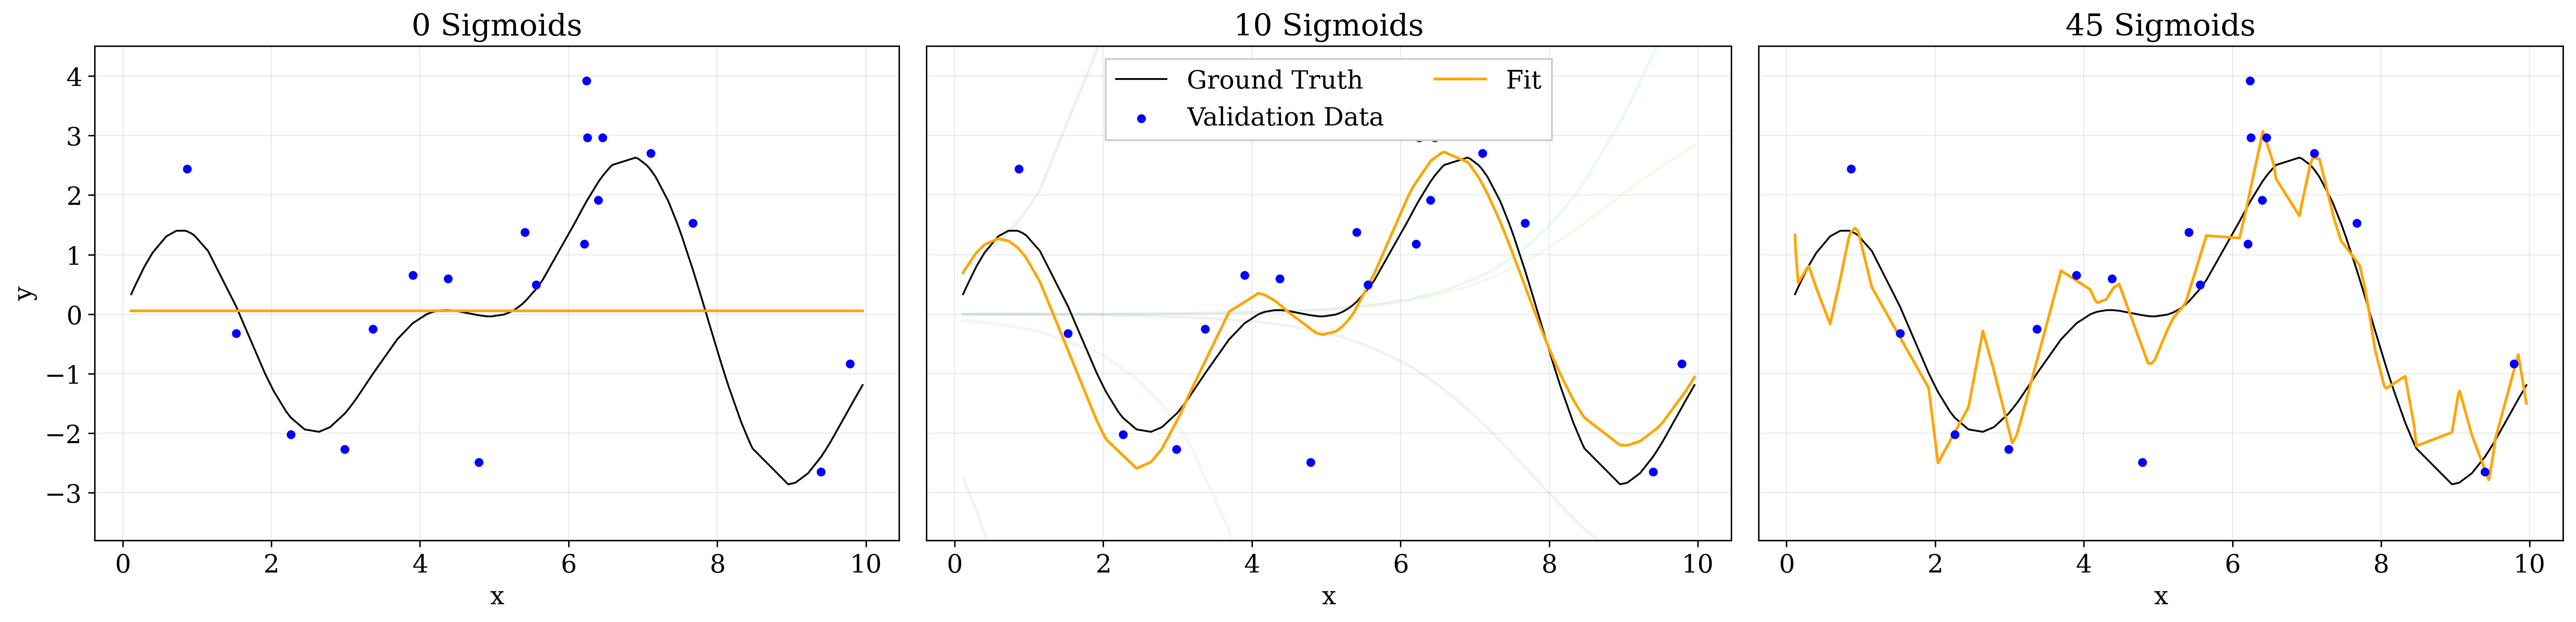 0 Sigmoids
10 Sigmoids
45 Sigmoids
4
3
2
1
0
−1
−2
−3
y
Ground Truth
Validation Data
Fit
0 2 4 6 8 10
0 2 4 6 8 10
0 2 4 6 8 10
x
x
x